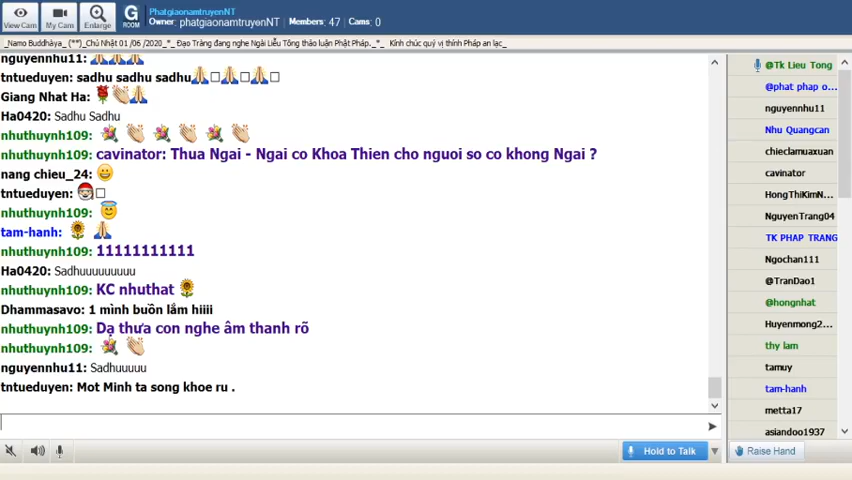 View Cam
My Cam
Enlarge
G ROOM
PhatgiaonamtruyenNT
Owner: phatgiaonamtruyenNT
Members: 47
Cams: 0
_Namo Buddhàya_ (**)_Chủ Nhật 01 /06 /2020_*_ Đạo Tràng đang nghe Ngài Liễu Tông thảo luận Phật Pháp._*_ Kính chúc quý vị thính Pháp an lạc_
nguyennhu11: 🙏🙏🙏
tntueduyen: sadhu sadhu sadhu🙏□🙏□🙏□
Giang Nhat Ha: 🌹👏🙏
Ha0420: Sadhu Sadhu
nhuthuynh109: 💐 👏 💐 👏 💐 👏
cavinator: Thua Ngai - Ngai co Khoa Thien cho nguoi so co khong Ngai ?
nang chieu_24: 😀
tntueduyen: 🎅□
nhuthuynh109: 😇
tam-hanh: 🌻 🙏
nhuthuynh109: 11111111111
Ha0420: Sadhuuuuuuuuu
nhuthuynh109: KC nhuthat 🌻
Dhammasavo: 1 mình buồn lắm hiiii
nhuthuynh109: Dạ thưa con nghe âm thanh rõ
nhuthuynh109: 💐 👏
nguyennhu11: Sadhuuuuu
tntueduyen: Mot Minh ta song khoe ru .
Hold to Talk
@Tk Lieu Tong
@phat phap o...
nguyennhu11
Nhu Quangcan
chieclamuaxuan
cavinator
HongThiKimN...
NguyenTrang04
TK PHAP TRANG
Ngochan111
@TranDao1
@hongnhat
Huyenmong2...
thy lam
tamuy
tam-hanh
metta17
asiandoo1937
Raise Hand